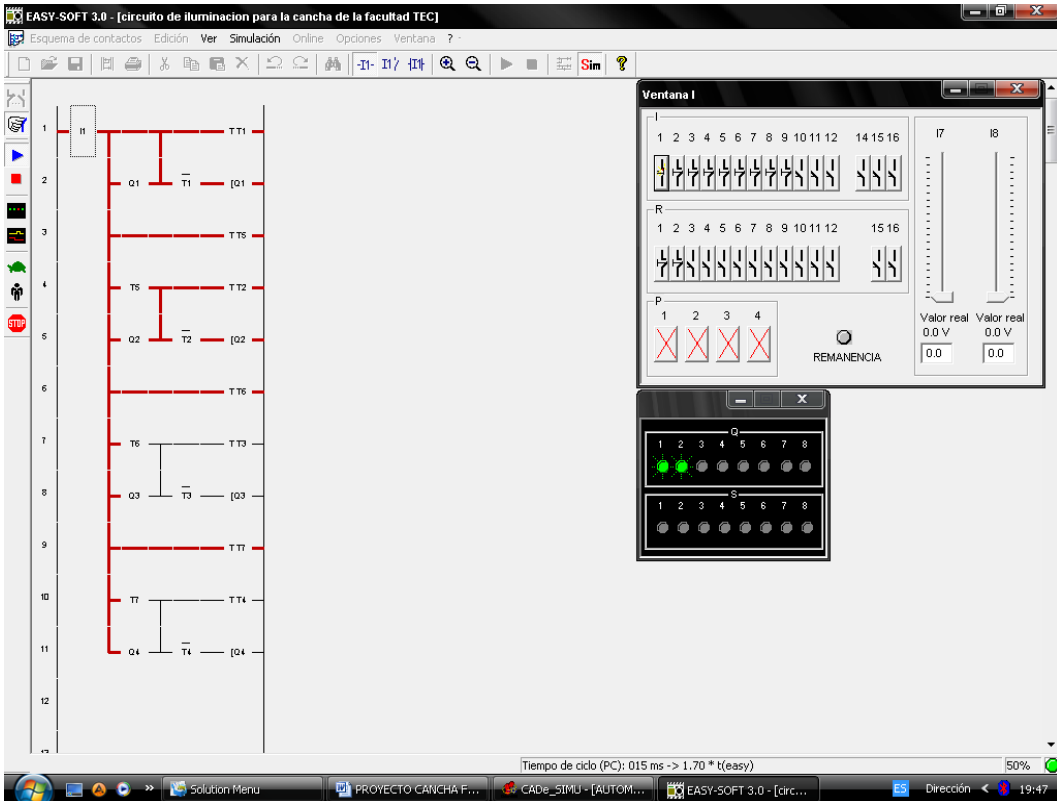 EASY-SOFT 3.0 - [circuito de iluminacion para la cancha de la facultad TEC]
Esquema de contactos Edición Ver Simulación Online Opciones Ventana ?
Sim
STOP
1 I1 TT1
2 Q1 T1 [Q1
3 TT5
4 T5 TT2
5 Q2 T2 [Q2
6 TT6
7 T6 TT3
8 Q3 T3 [Q3
9 TT7
10 T7 TT4
11 Q4 T4 [Q4
12
13
Ventana I
I
1 2 3 4 5 6 7 8 9 10 11 12 14 15 16
R
1 2 3 4 5 6 7 8 9 10 11 12 15 16
P
1 2 3 4
REMANENCIA
I7 I8
Valor real Valor real
0.0 V 0.0 V
0.0 0.0
Q
1 2 3 4 5 6 7 8
S
1 2 3 4 5 6 7 8
Tiempo de ciclo (PC): 015 ms -> 1.70 * t(easy)
50%
Solution Menu
PROYECTO CANCHA F...
CADe_SIMU - [AUTOM...
EASY-SOFT 3.0 - [circ...
ES
Dirección
19:47